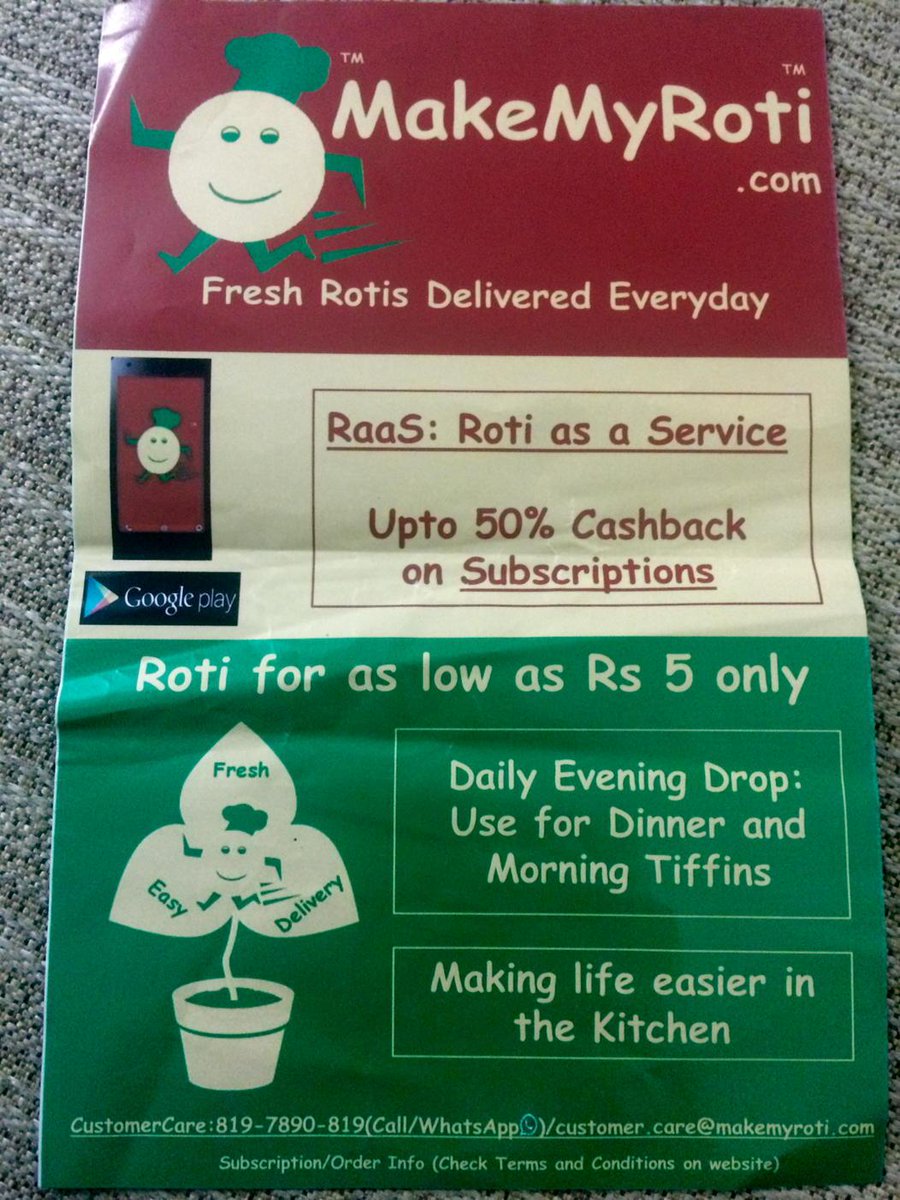 TM
MakeMyRoti TM
.com
Fresh Rotis Delivered Everyday
RaaS: Roti as a Service
Upto 50% Cashback
on Subscriptions
Google play
Roti for as low as Rs 5 only
Fresh
Easy
Delivery
Daily Evening Drop:
Use for Dinner and
Morning Tiffins
Making life easier in
the Kitchen
CustomerCare:819-7890-819(Call/WhatsApp)/customer.care@makemyroti.com
Subscription/Order Info (Check Terms and Conditions on website)